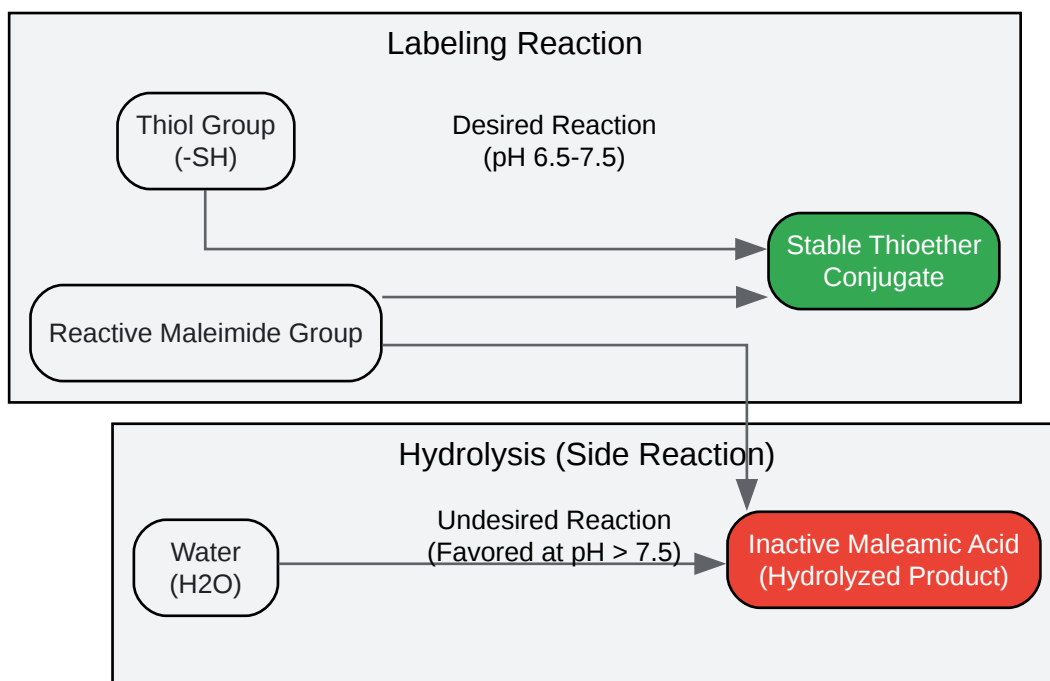 Labeling Reaction
Thiol Group
(-SH)
Desired Reaction
(pH 6.5-7.5)
Stable Thioether
Conjugate
Reactive Maleimide Group
Hydrolysis (Side Reaction)
Water
(H2O)
Undesired Reaction
(Favored at pH > 7.5)
Inactive Maleamic Acid
(Hydrolyzed Product)